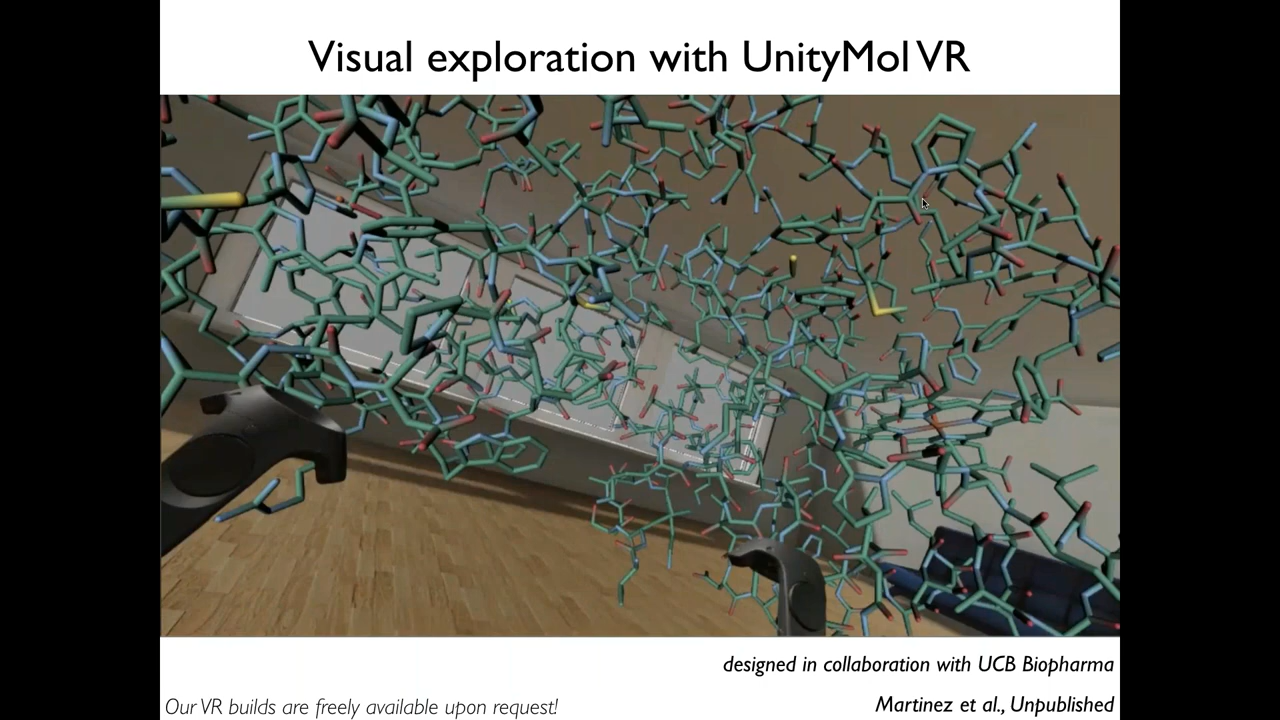 Visual exploration with UnityMol VR
designed in collaboration with UCB Biopharma
Our VR builds are freely available upon request!
Martinez et al., Unpublished